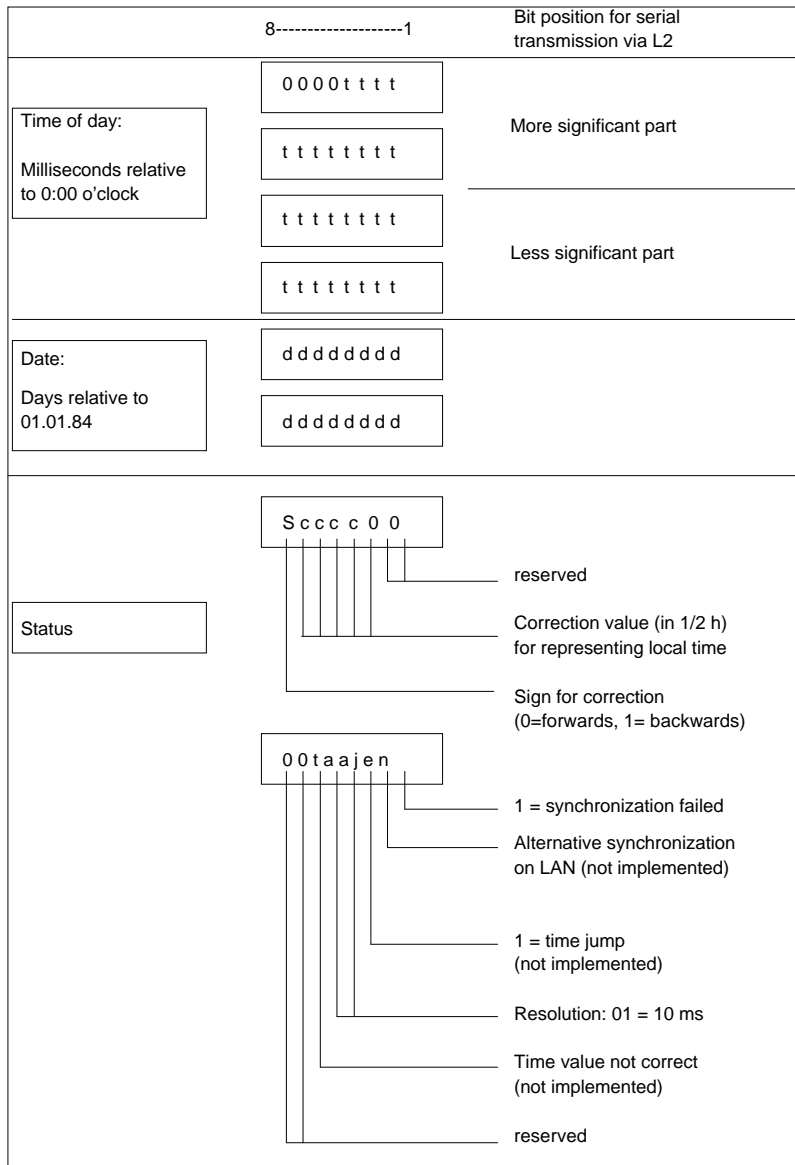 8--------------------1
Bit position for serial
transmission via L2
0 0 0 0 t t t t
Time of day:
Milliseconds relative
to 0:00 o'clock
More significant part
t t t t t t t t
t t t t t t t t
Less significant part
t t t t t t t t
Date:
Days relative to
01.01.84
d d d d d d d d
d d d d d d d d
S c c c c 0 0
reserved
Status
Correction value (in 1/2 h)
for representing local time
Sign for correction
(0=forwards, 1= backwards)
0 0 t a a j e n
1 = synchronization failed
Alternative synchronization
on LAN (not implemented)
1 = time jump
(not implemented)
Resolution: 01 = 10 ms
Time value not correct
(not implemented)
reserved